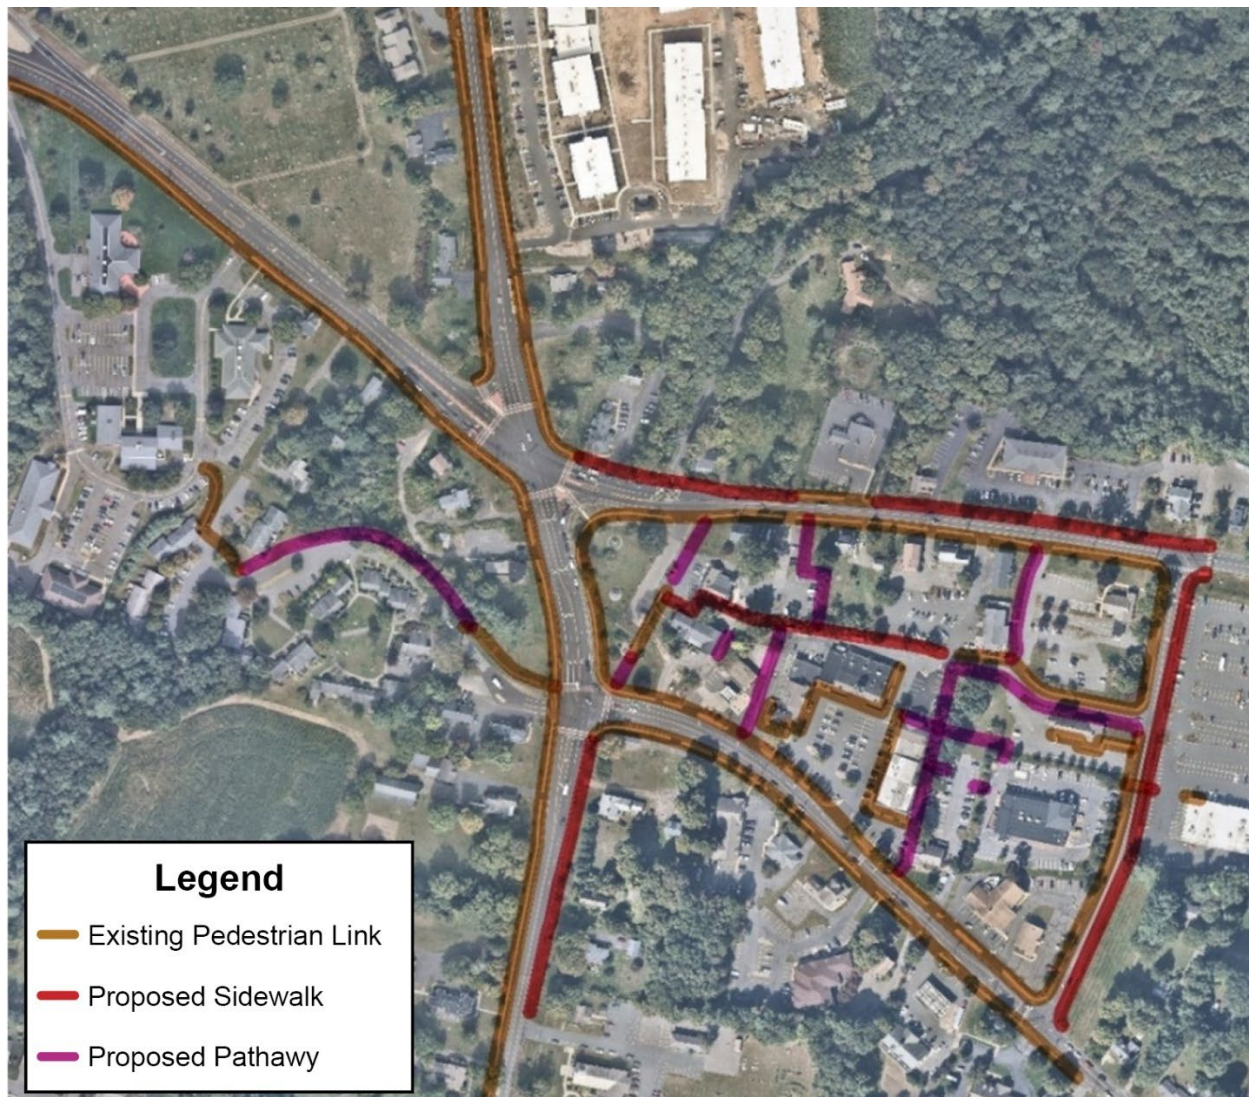 Legend
Existing Pedestrian Link
Proposed Sidewalk
Proposed Pathawy